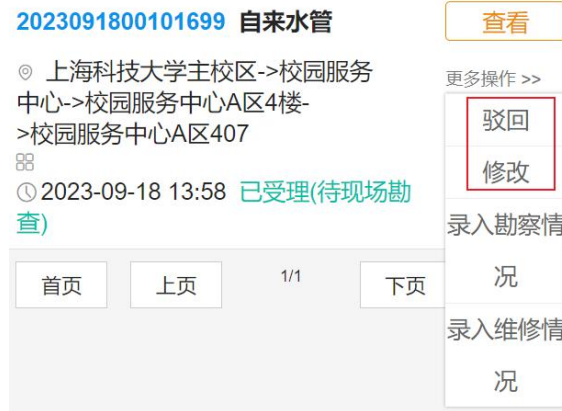 2023091800101699 自来水管
查看
上海科技大学主校区->校园服务
中心->校园服务中心A区4楼-
>校园服务中心A区407
2023-09-18 13:58 已受理(待现场勘
查)
更多操作 >>
驳回
修改
录入勘察情
况
录入维修情
况
首页 上页 1/1 下页